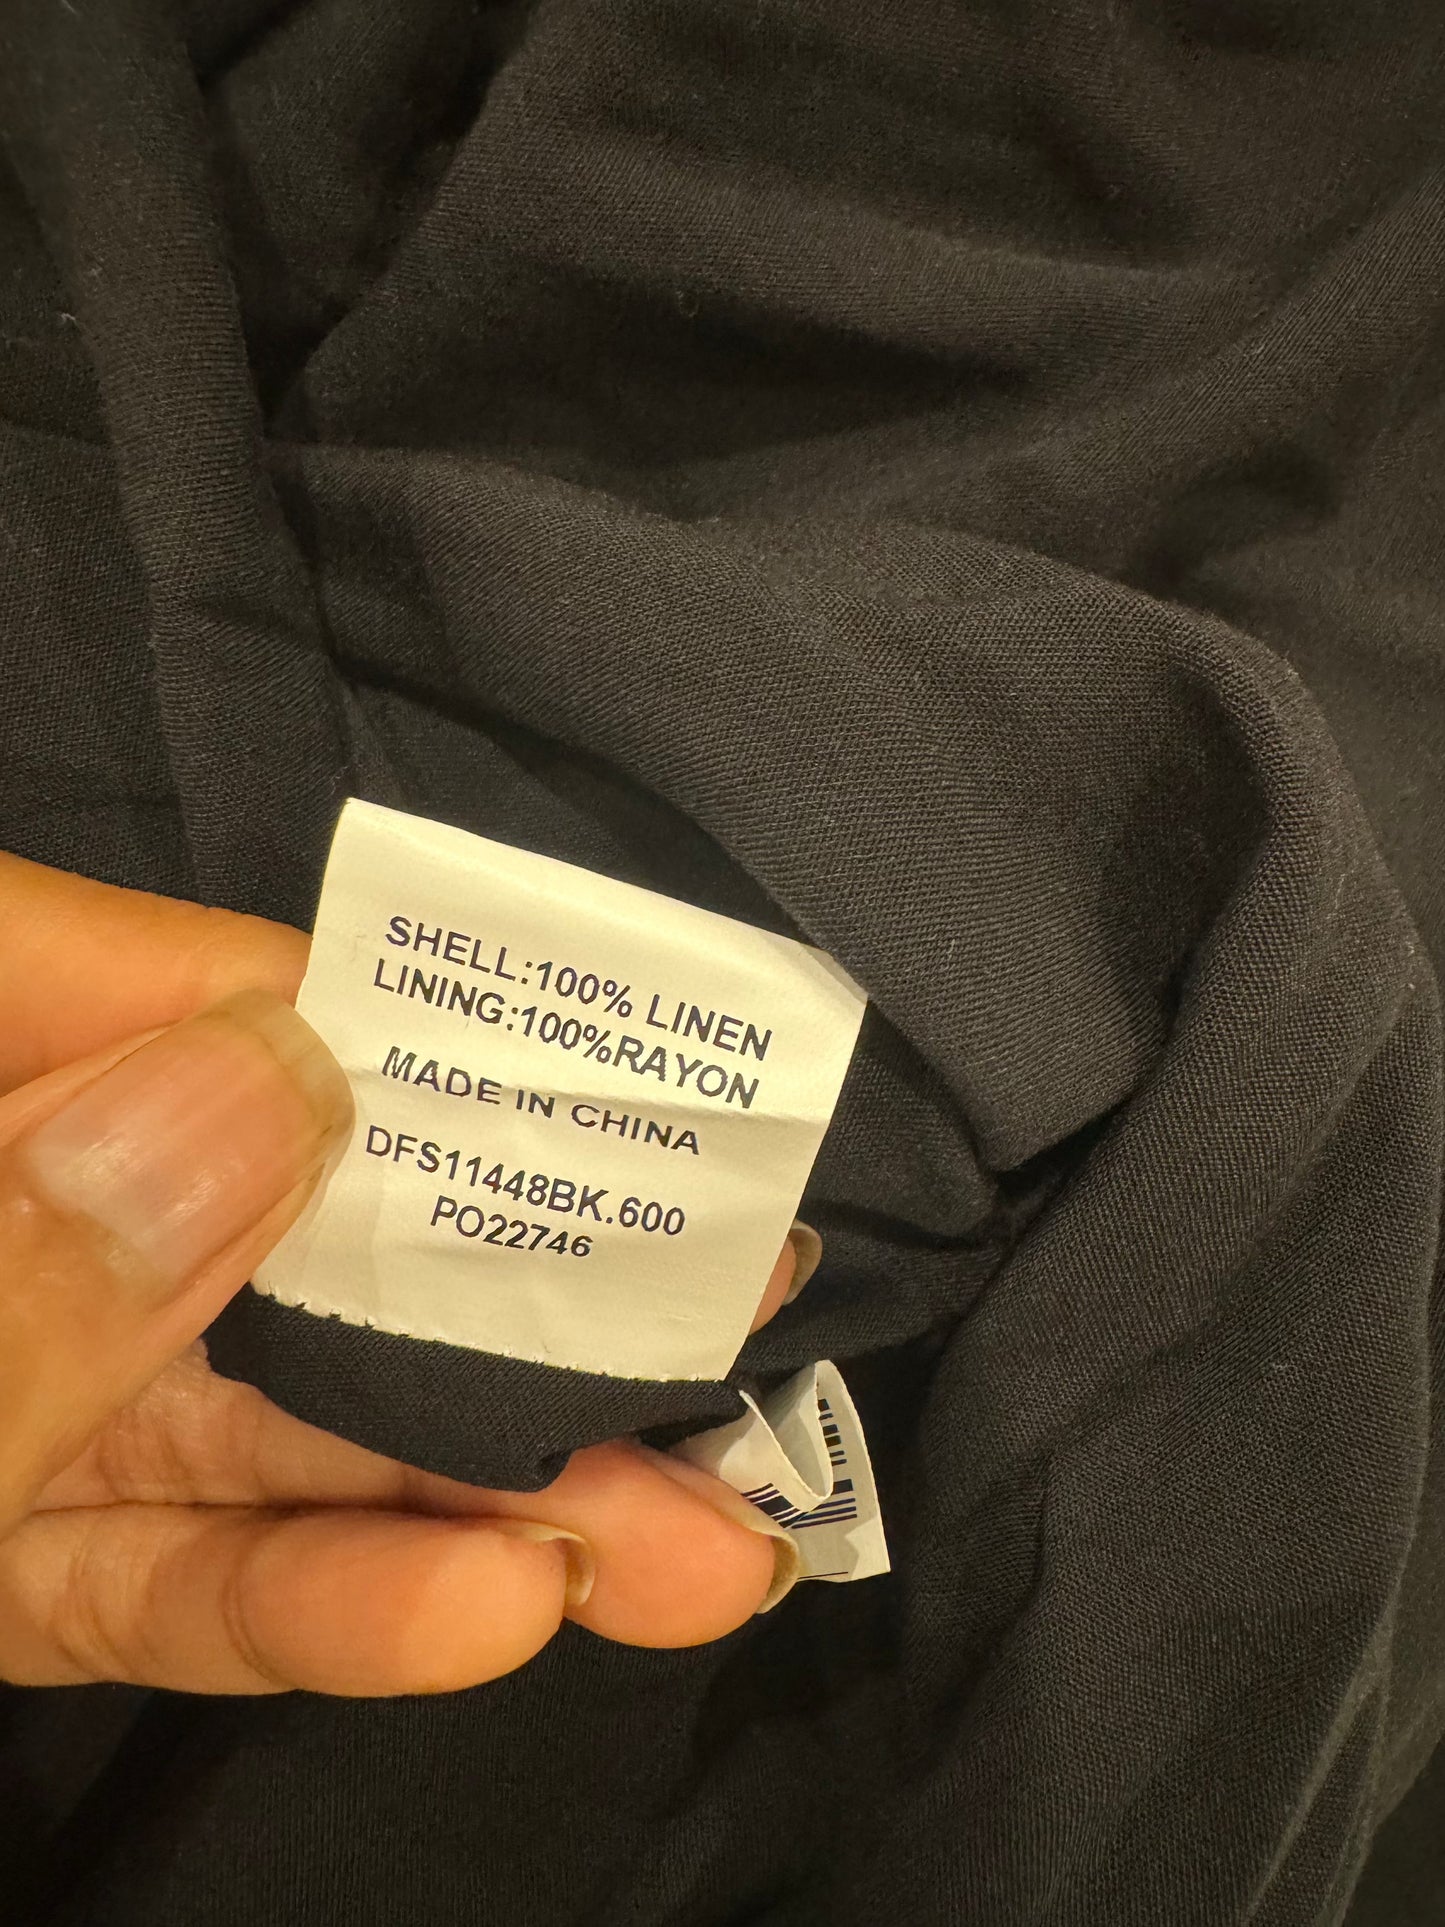 SHELL:100% LINEN
LINING:100%RAYON
MADE IN CHINA
DFS11448BK.600
PO22746